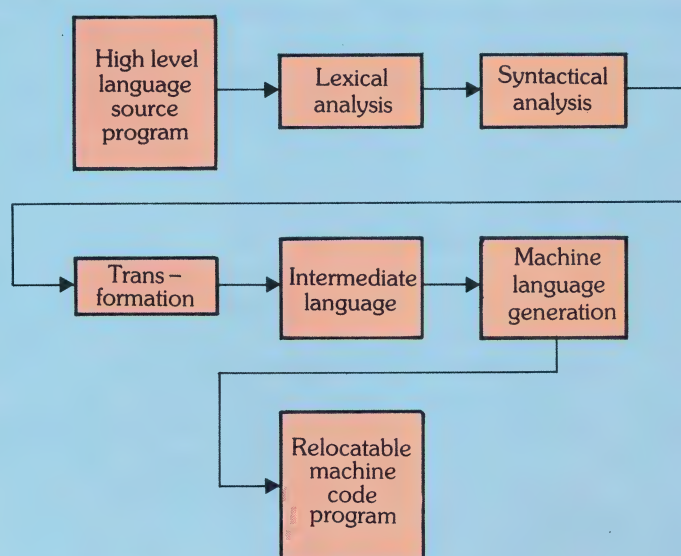 High level
language
source
program
Lexical
analysis
Syntactical
analysis
Trans –
formation
Intermediate
language
Machine
language
generation
Relocatable
machine
code
program